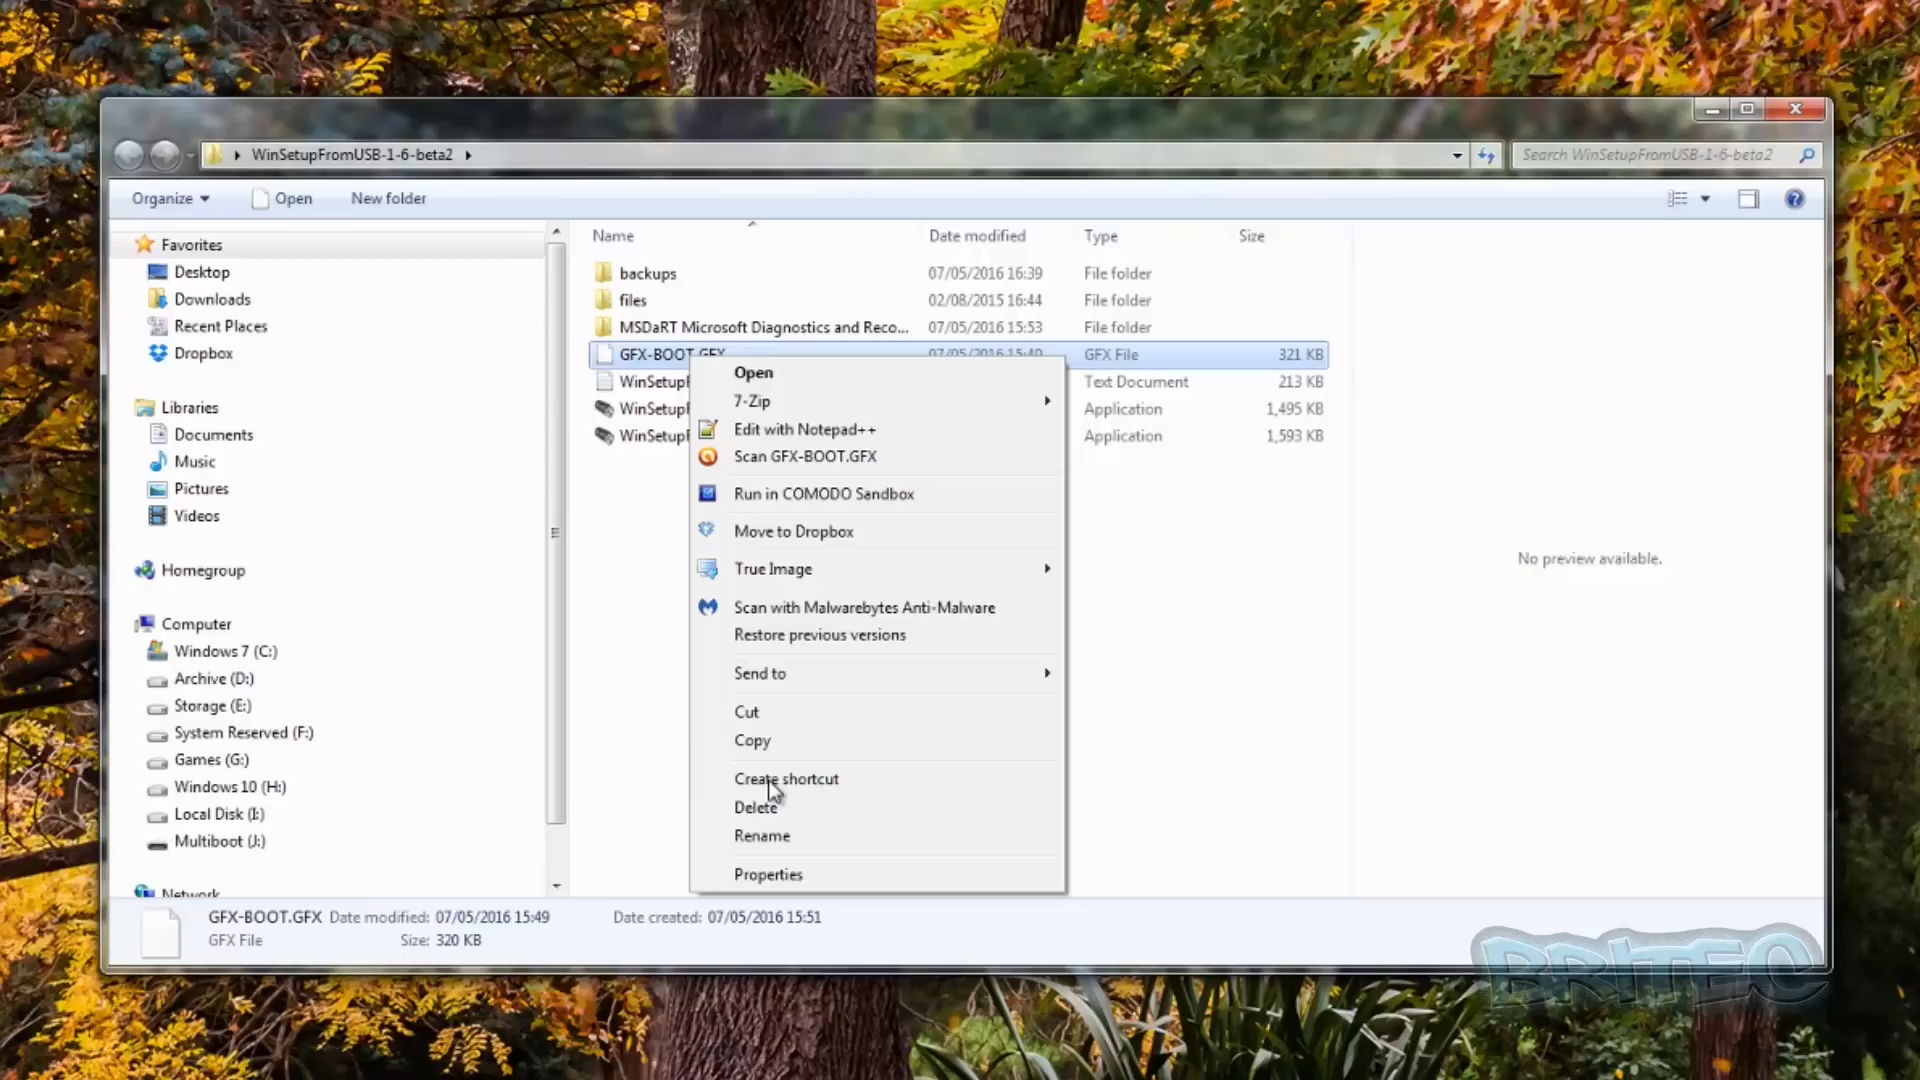 WinSetupFromUSB-1-6-beta2
Search WinSetupFromUSB-1-6-beta2
Organize Open New folder
Favorites
Desktop
Downloads
Recent Places
Dropbox
Libraries
Documents
Music
Pictures
Videos
Homegroup
Computer
Windows 7 (C:)
Archive (D:)
Storage (E:)
System Reserved (F:)
Games (G:)
Windows 10 (H:)
Local Disk (I:)
Multiboot (J:)
Network
Name Date modified Type Size
backups 07/05/2016 16:39 File folder
files 02/08/2015 16:44 File folder
MSDaRT Microsoft Diagnostics and Reco... 07/05/2016 15:53 File folder
GFX-BOOT.GFX 07/05/2016 15:49 GFX File 321 KB
WinSetupF Text Document 213 KB
WinSetupF Application 1,495 KB
WinSetupF Application 1,593 KB
Open
7-Zip
Edit with Notepad++
Scan GFX-BOOT.GFX
Run in COMODO Sandbox
Move to Dropbox
True Image
Scan with Malwarebytes Anti-Malware
Restore previous versions
Send to
Cut
Copy
Create shortcut
Delete
Rename
Properties
No preview available.
GFX-BOOT.GFX Date modified: 07/05/2016 15:49 Date created: 07/05/2016 15:51
GFX File Size: 320 KB
BRITEC